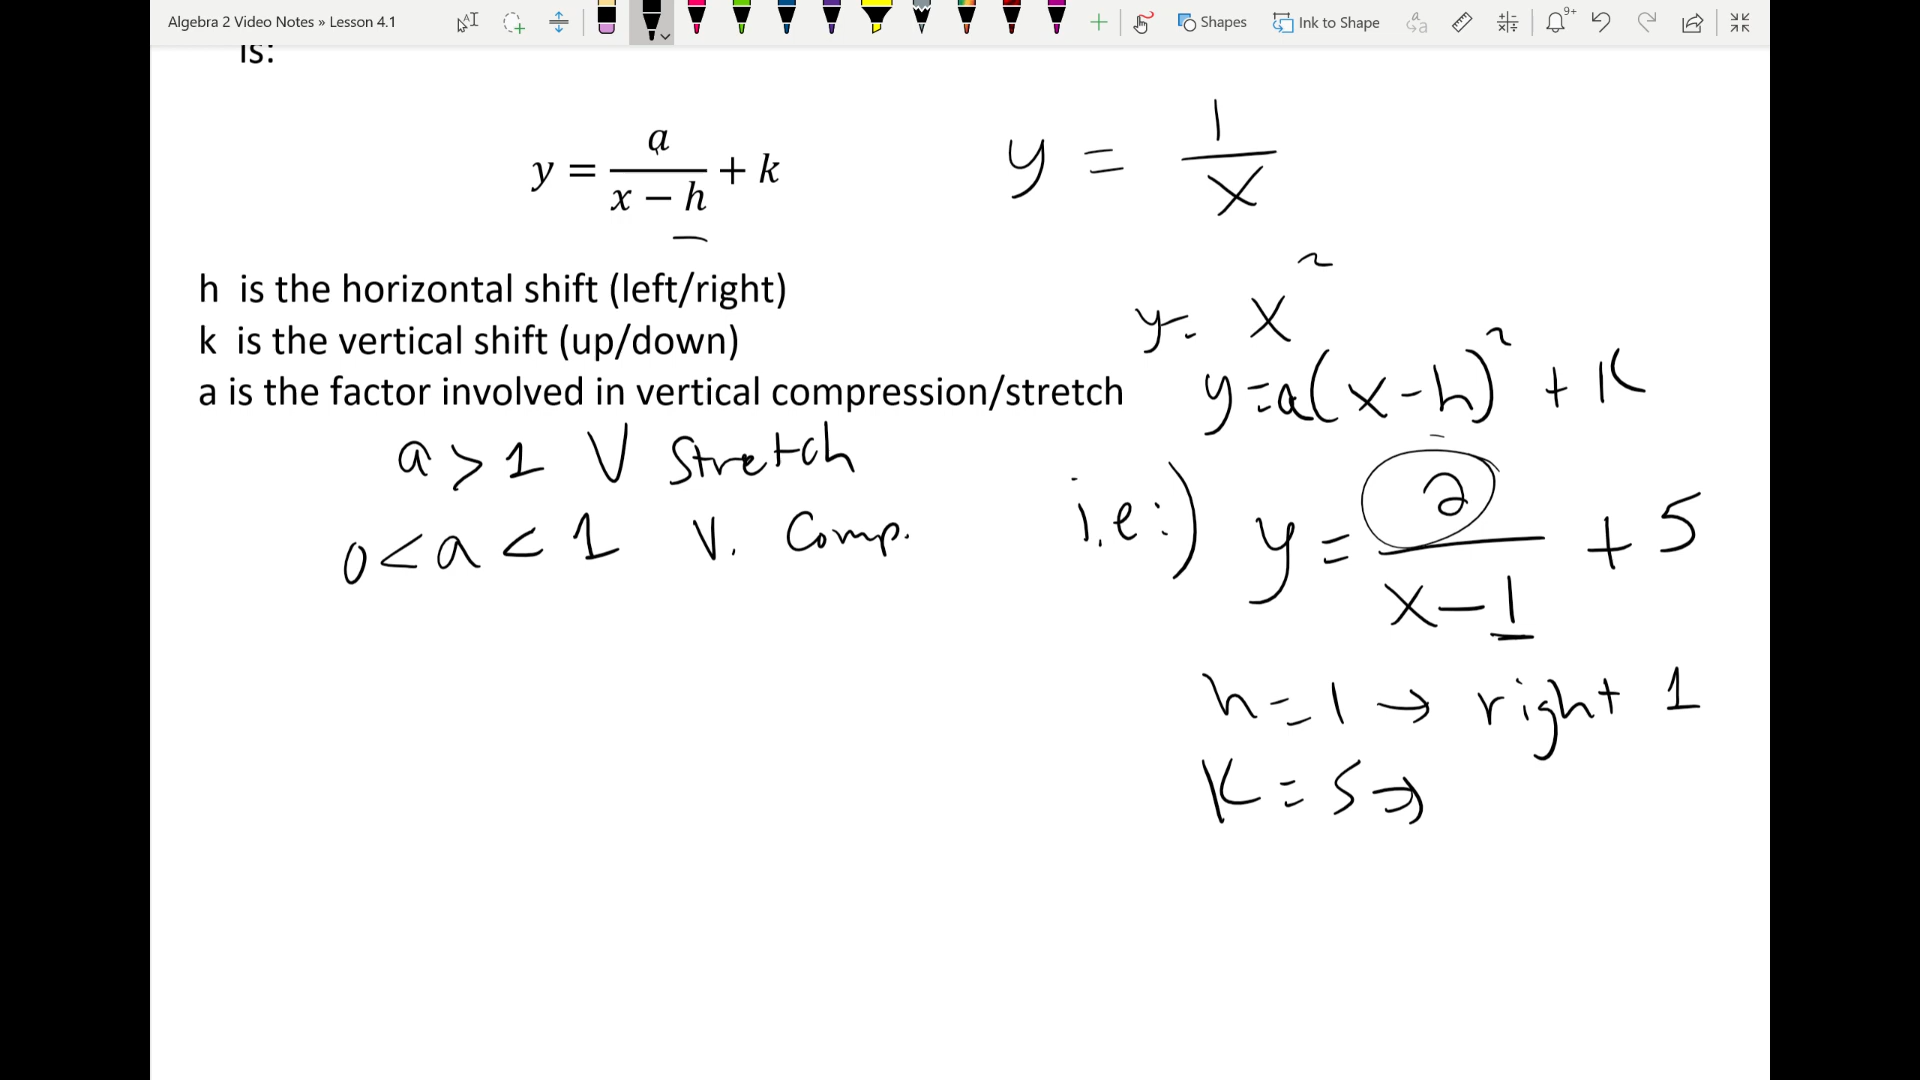 Algebra 2 Video Notes » Lesson 4.1
Shapes
Ink to Shape
9+
is:
y = a/(x − h) + k
y = 1/x
h is the horizontal shift (left/right)
k is the vertical shift (up/down)
a is the factor involved in vertical compression/stretch
y = x²
y = a(x-h)² + K
a > 1 V Stretch
0 < a < 1 V. Comp.
i.e:) y = 2/(x-1) + 5
h = 1 → right 1
K = 5 →